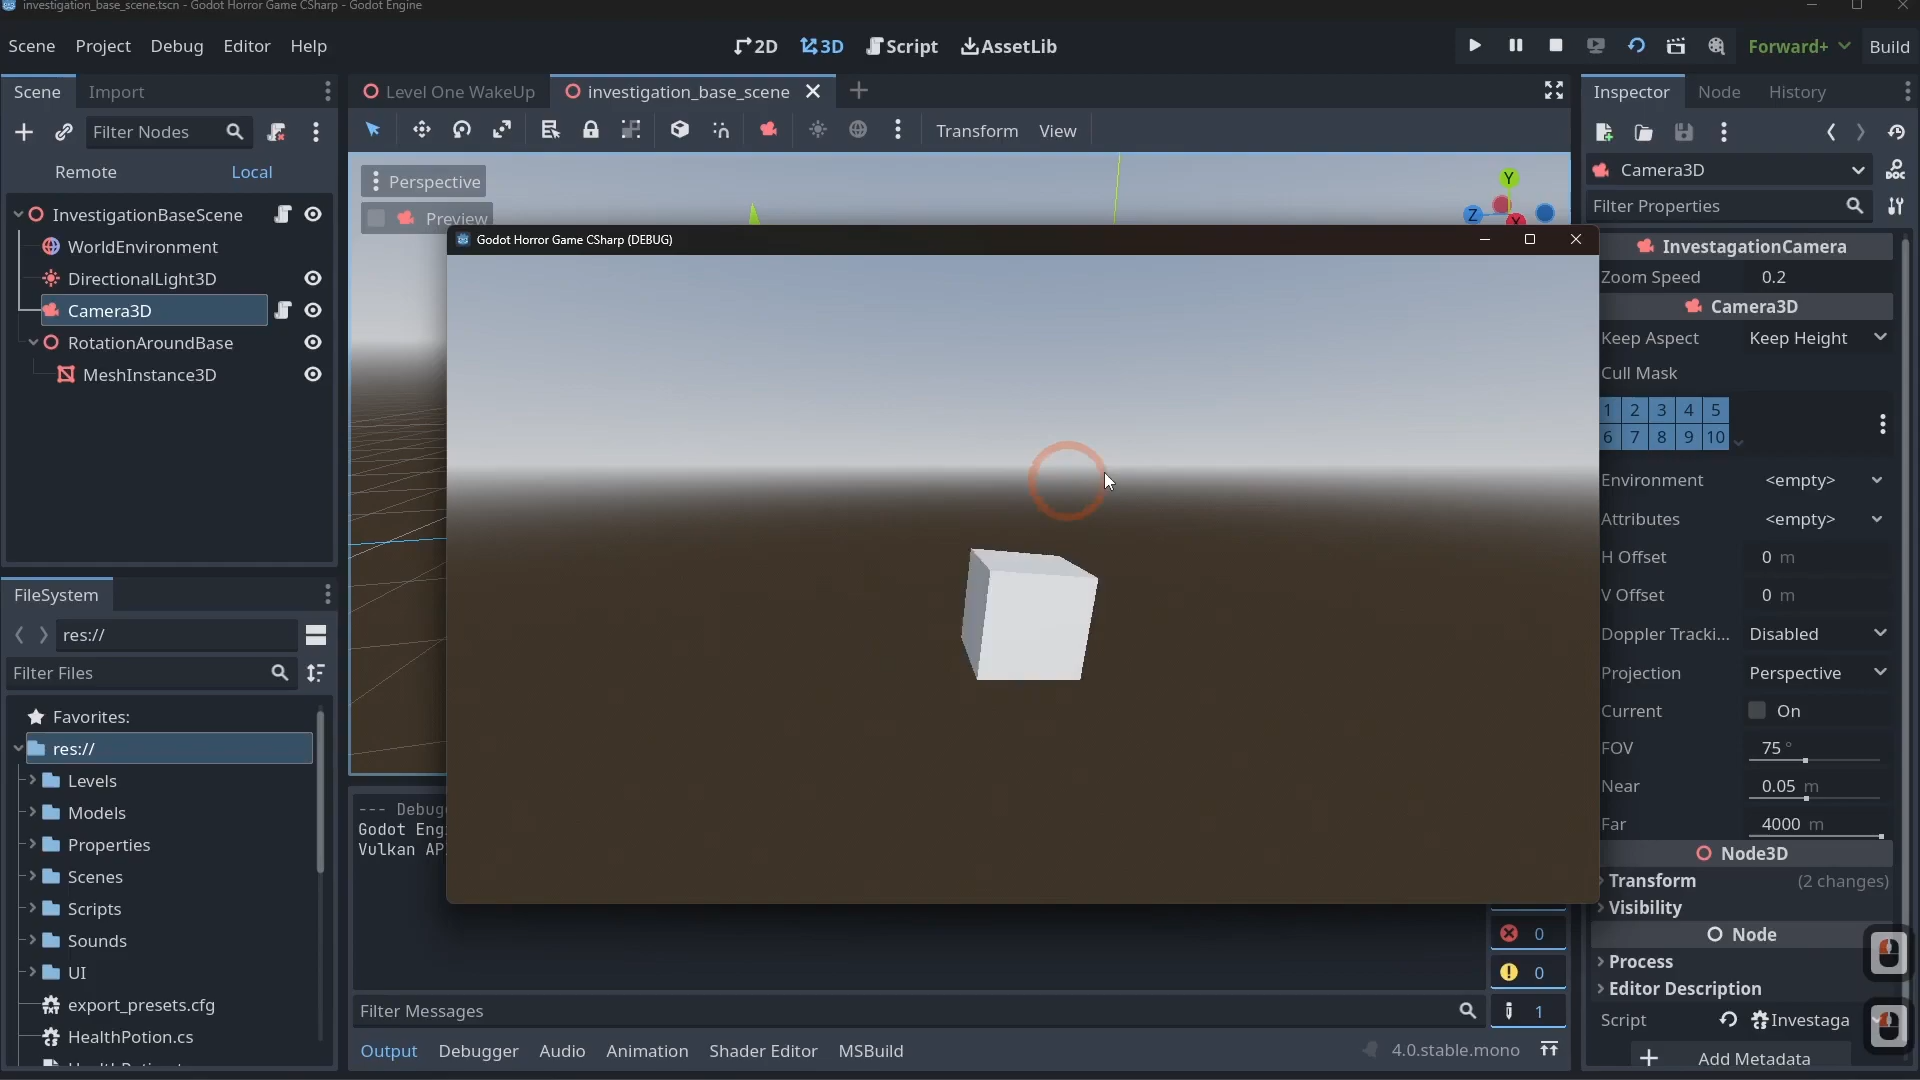 investigation_base_scene.tscn - Godot Horror Game CSharp - Godot Engine
Scene Project Debug Editor Help
2D 3D Script AssetLib
Forward+ Build
Scene Import
Level One WakeUp investigation_base_scene
Inspector Node History
Filter Nodes
Transform View
Remote Local
Perspective
Preview
Y
Z
X
Camera3D
DOC
Filter Properties
InvestigationBaseScene
WorldEnvironment
DirectionalLight3D
Camera3D
RotationAroundBase
MeshInstance3D
Godot Horror Game CSharp (DEBUG)
InvestagationCamera
Zoom Speed 0.2
Camera3D
Keep Aspect Keep Height
Cull Mask
1 2 3 4 5
6 7 8 9 10
Environment <empty>
Attributes <empty>
H Offset 0 m
V Offset 0 m
Doppler Tracki... Disabled
Projection Perspective
Current On
FOV 75 °
Near 0.05 m
Far 4000 m
Node3D
Transform (2 changes)
Visibility
Node
Process
Editor Description
Script Investaga
Add Metadata
FileSystem
res://
Filter Files
Favorites:
res://
Levels
Models
Properties
Scenes
Scripts
Sounds
UI
export_presets.cfg
HealthPotion.cs
--- Debug
Godot Eng
Vulkan AP
0
0
1
Filter Messages
Output Debugger Audio Animation Shader Editor MSBuild
4.0.stable.mono